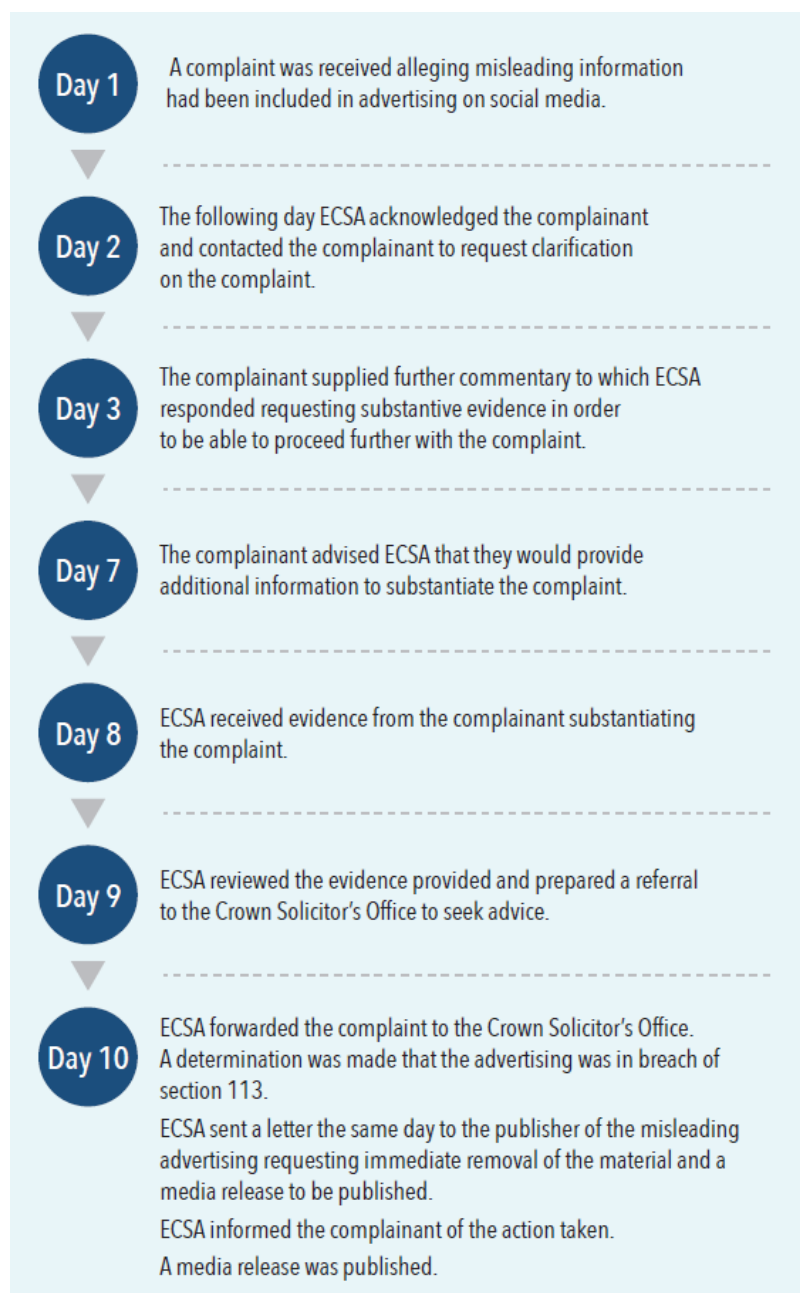 Day 1
A complaint was received alleging misleading information
had been included in advertising on social media.
Day 2
The following day ECSA acknowledged the complainant
and contacted the complainant to request clarification
on the complaint.
Day 3
The complainant supplied further commentary to which ECSA
responded requesting substantive evidence in order
to be able to proceed further with the complaint.
Day 7
The complainant advised ECSA that they would provide
additional information to substantiate the complaint.
Day 8
ECSA received evidence from the complainant substantiating
the complaint.
Day 9
ECSA reviewed the evidence provided and prepared a referral
to the Crown Solicitor's Office to seek advice.
Day 10
ECSA forwarded the complaint to the Crown Solicitor's Office.
A determination was made that the advertising was in breach of
section 113.
ECSA sent a letter the same day to the publisher of the misleading
advertising requesting immediate removal of the material and a
media release to be published.
ECSA informed the complainant of the action taken.
A media release was published.